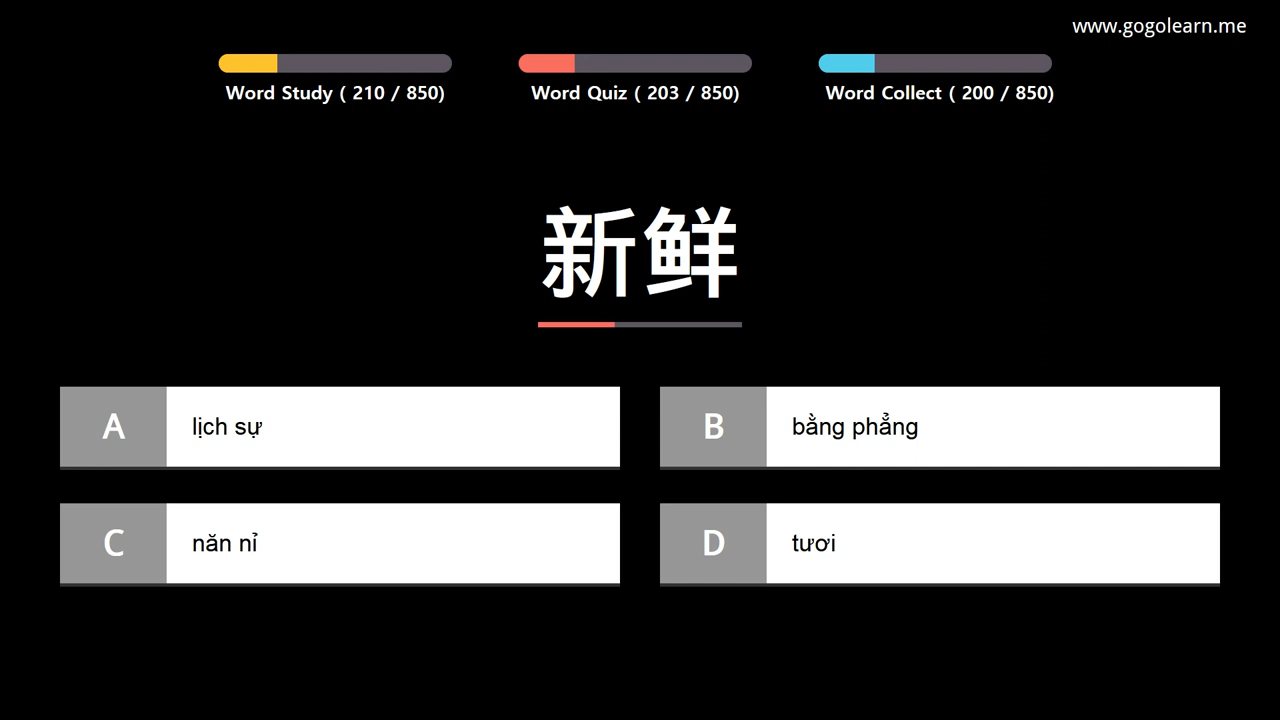 www.gogolearn.me
Word Study ( 210 / 850)
Word Quiz ( 203 / 850)
Word Collect ( 200 / 850)
新鲜
A lịch sự
B bằng phẳng
C năn nỉ
D tươi